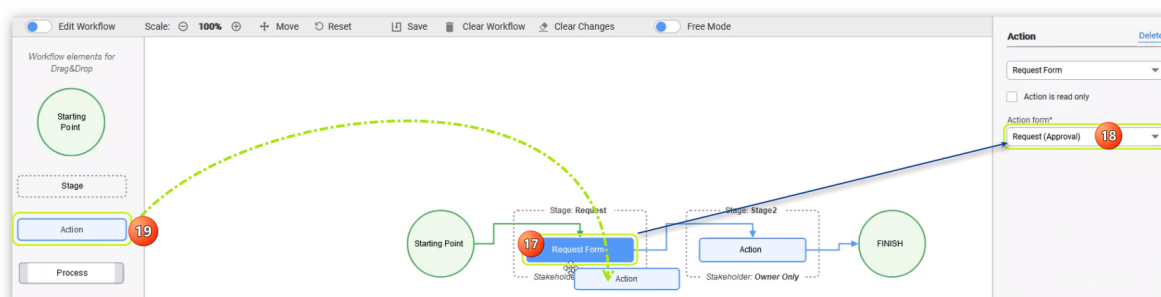 Edit Workflow
Scale:
100%
Move
Reset
Save
Clear Workflow
Clear Changes
Free Mode
Workflow elements for
Drag&Drop
Starting
Point
Stage
Action
19
Process
Starting Point
Stage: Request
17
Request Form
Stakeholde
Action
Stage: Stage2
Action
Stakeholder: Owner Only
FINISH
Action
Delete
Request Form
Action is read only
Action form*
Request (Approval)
18